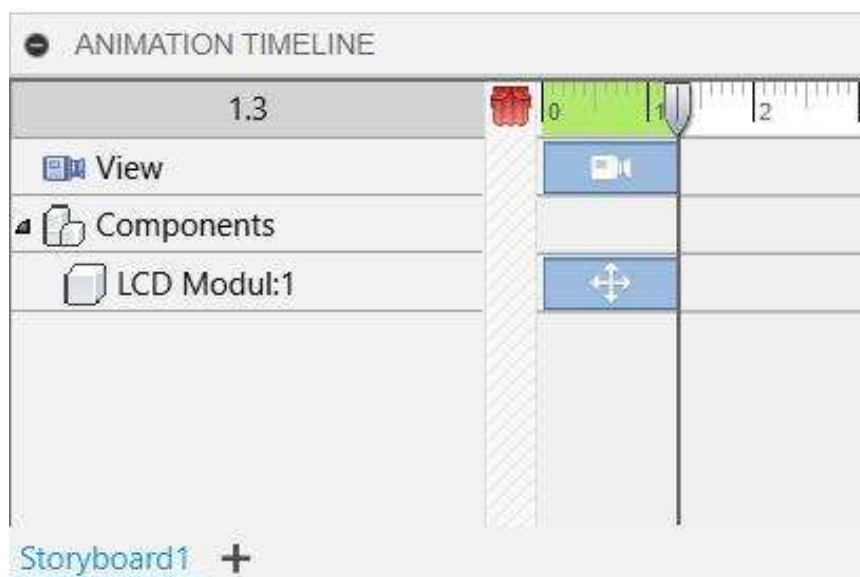 ANIMATION TIMELINE
1.3 0 1 2
View
Components
LCD Modul:1
Storyboard1 +